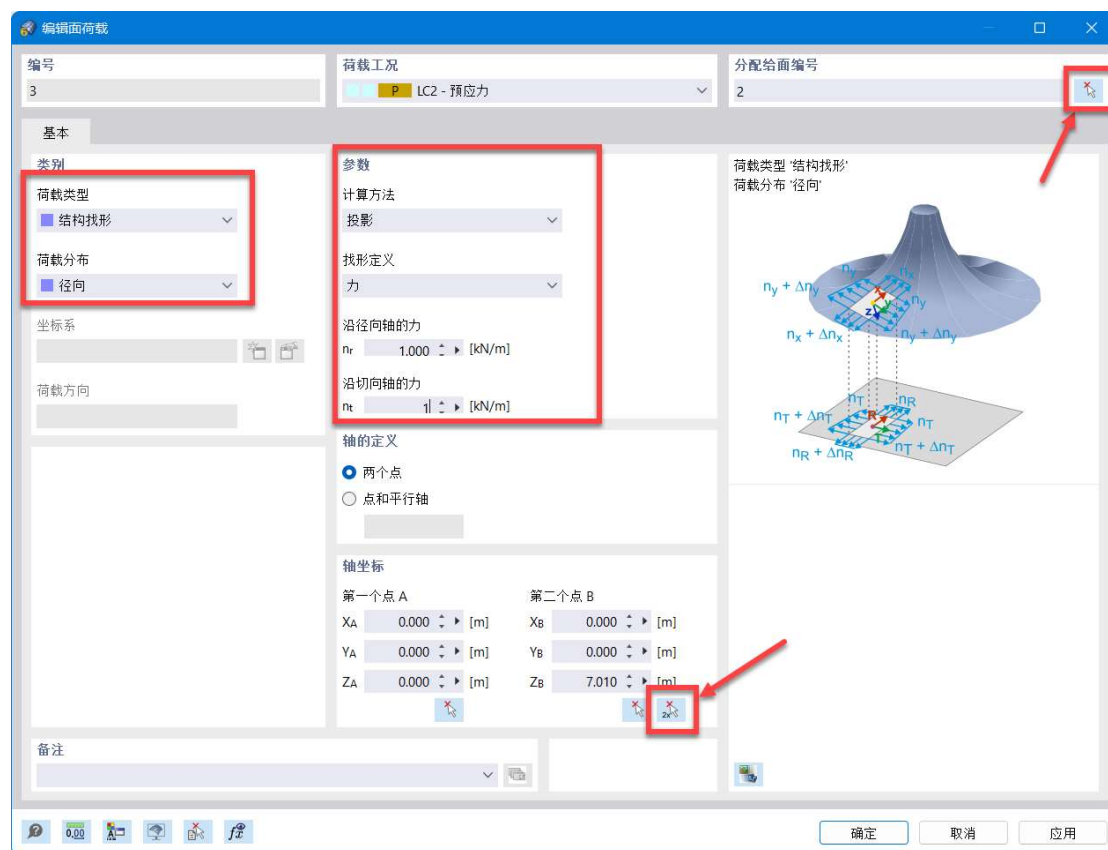 编辑面荷载
编号
荷载工况
分配给面编号
3
P LC2 - 預应力
2
基本
类别
荷载类型
结构找形
荷载分布
径向
坐标系
荷载方向
参数
计算方法
投影
找形定义
力
沿径向轴的力
nr 1.000 [kN/m]
沿切向轴的力
nt 1 [kN/m]
轴的定义
两个点
点和平行轴
轴坐标
第一个点 A
第二个点 B
XA 0.000 [m]
XB 0.000 [m]
YA 0.000 [m]
YB 0.000 [m]
ZA 0.000 [m]
ZB 7.010 [m]
2x
荷载类型 '结构找形'
荷载分布 '径向'
ny
nx
ny + Δny
x
y
ny
z
nx + Δnx
ny + Δny
nT
nR
nT + ΔnT
R
nT
T
nR + ΔnR
nT + ΔnT
备注
0,00
A
确定
取消
应用